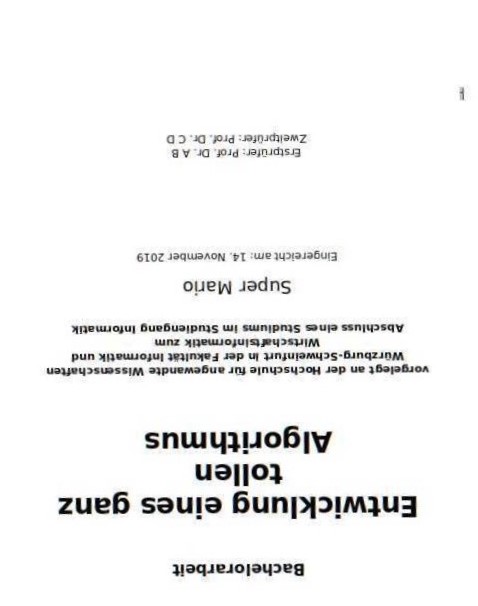 Bachelorarbeit
Entwicklung eines ganz
tollen
Algorithmus
vorgelegt an der Hochschule für angewandte Wissenschaften
Würzburg-Schweinfurt in der Fakultät Informatik und
Wirtschaftsinformatik zum
Abschluss eines Studiums im Studiengang Informatik
Super Mario
Eingereicht am: 14. November 2019
Erstprüfer: Prof. Dr. A B
Zweitprüfer: Prof. Dr. C D